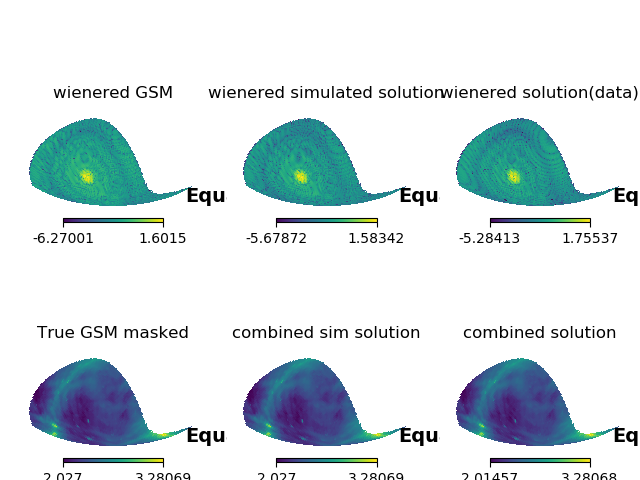 wienered GSM
wienered simulated solution
wienered solution(data)
Equ
Equ
Eq
-6.27001 1.6015
-5.67872 1.58342
-5.28413 1.75537
True GSM masked
combined sim solution
combined solution
Equ
Equ
Eq
2.027 3.28069
2.027 3.28069
2.01457 3.28068